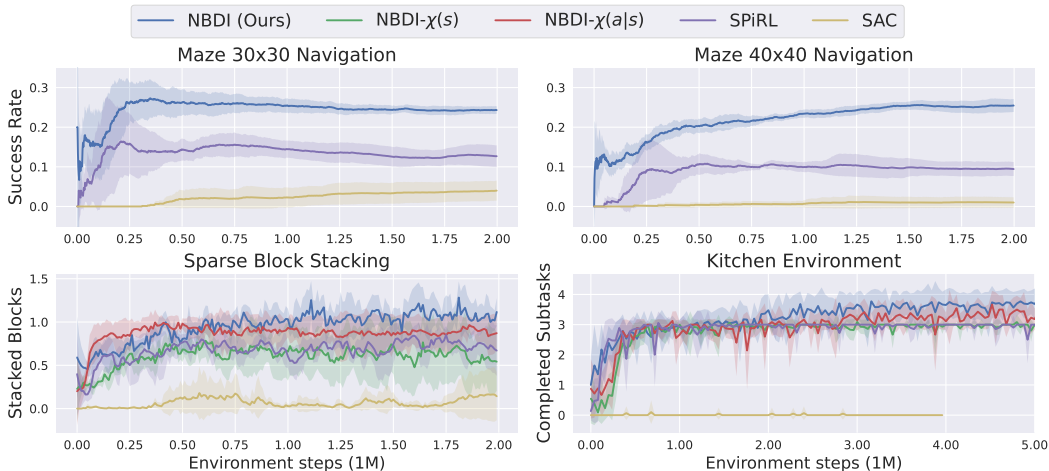 NBDI (Ours) NBDI-χ(s) NBDI-χ(a|s) SPiRL SAC
Maze 30x30 Navigation
Success Rate
0.3
0.2
0.1
0.0
0.00 0.25 0.50 0.75 1.00 1.25 1.50 1.75 2.00
Maze 40x40 Navigation
0.3
0.2
0.1
0.0
0.00 0.25 0.50 0.75 1.00 1.25 1.50 1.75 2.00
Sparse Block Stacking
Stacked Blocks
1.5
1.0
0.5
0.0
0.00 0.25 0.50 0.75 1.00 1.25 1.50 1.75 2.00
Environment steps (1M)
Kitchen Environment
Completed Subtasks
4
3
2
1
0
0.00 1.00 2.00 3.00 4.00 5.00
Environment steps (1M)